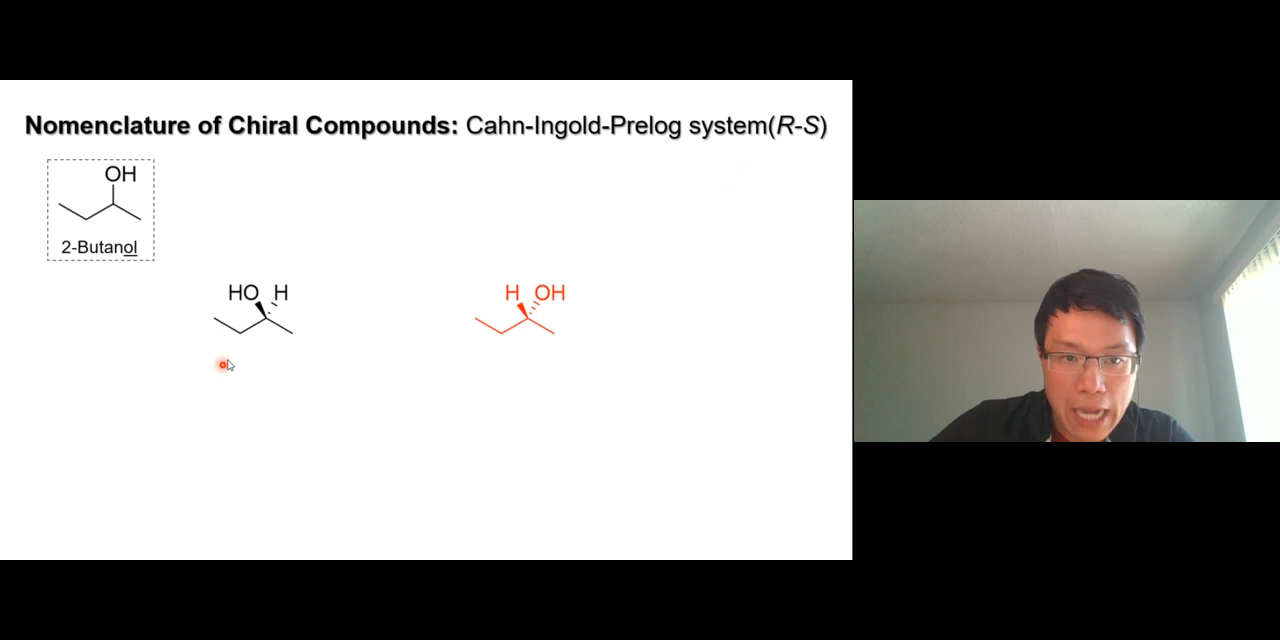 Nomenclature of Chiral Compounds: Cahn-Ingold-Prelog system(R-S)
OH
2-Butanol
HO H
H OH